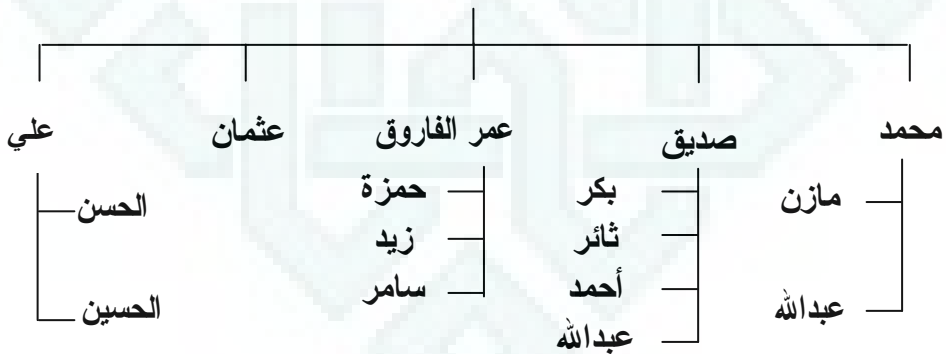 محمد
صديق
عمر الفاروق
عثمان
علي
مازن
عبدالله
بكر
ثائر
أحمد
عبدالله
حمزة
زيد
سامر
الحسن
الحسين